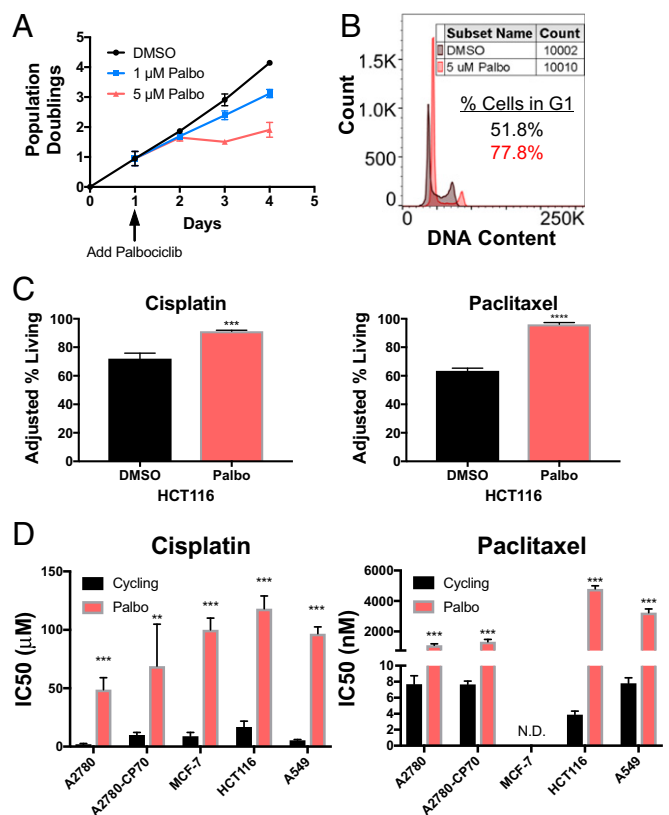 A
Population
Doublings
5
4
3
2
1
0
DMSO
1 µM Palbo
5 µM Palbo
0 1 2 3 4 5
Days
Add Palbociclib
B
Count
1.5K
1.0K
500
0
Subset Name Count
DMSO 10002
5 uM Palbo 10010
% Cells in G1
51.8%
77.8%
0 250K
DNA Content
C
Cisplatin
Adjusted % Living
100
80
60
40
20
0
***
DMSO Palbo
HCT116
Paclitaxel
Adjusted % Living
100
80
60
40
20
0
****
DMSO Palbo
HCT116
D
Cisplatin
IC50 (µM)
150
100
50
0
Cycling
Palbo
*** ** *** *** ***
A2780 A2780-CP70 MCF-7 HCT116 A549
Paclitaxel
IC50 (nM)
6000
4000
2000
8
6
4
2
0
Cycling
Palbo
*** *** *** ***
N.D.
A2780 A2780-CP70 MCF-7 HCT116 A549